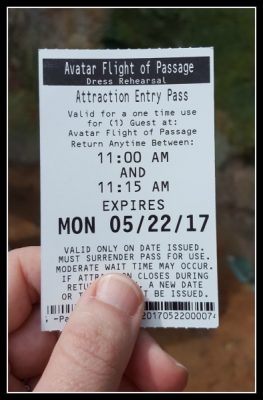 Avatar Flight of Passage
Dress Rehearsal
Attraction Entry Pass
Valid for a one time use
for (1) Guest at:
Avatar Flight of Passage
Return Anytime Between:
11:00 AM
AND
11:15 AM
EXPIRES
MON 05/22/17
VALID ONLY ON DATE ISSUED.
MUST SURRENDER PASS FOR USE.
MODERATE WAIT TIME MAY OCCUR.
IF ATTRACTION CLOSES DURING
A NEW DATE
OR BE ISSUED.